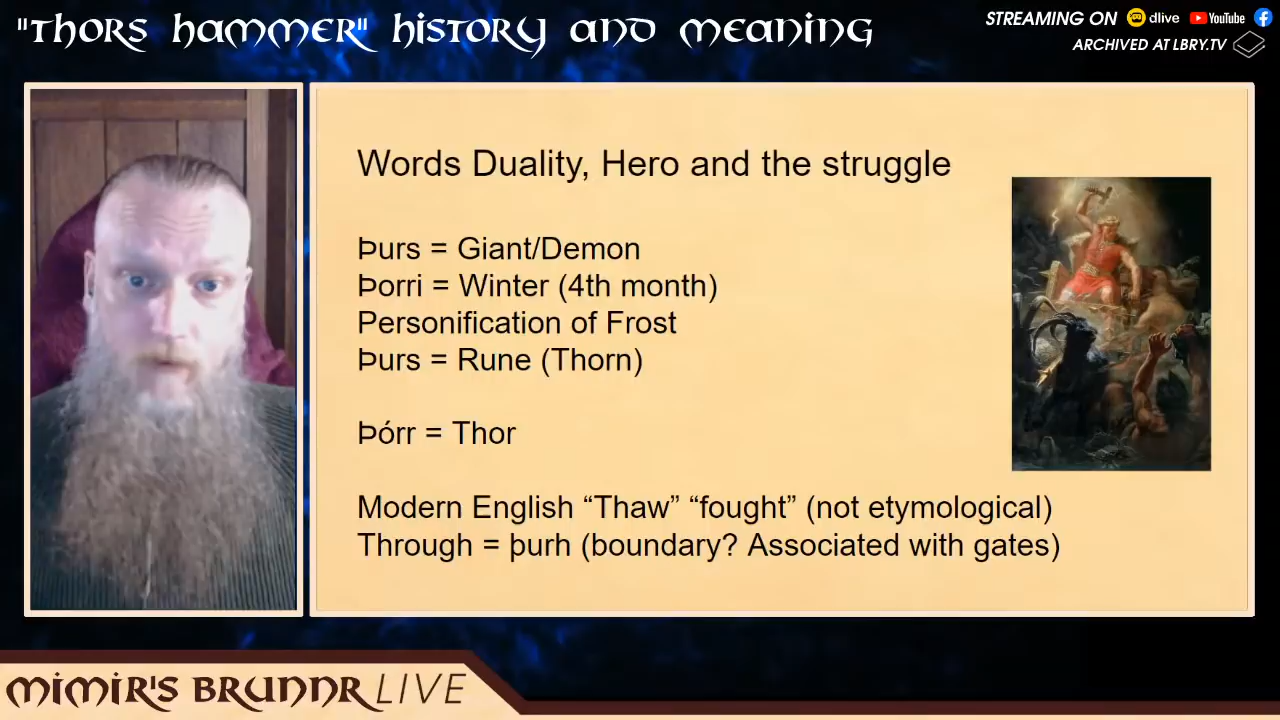 "Thors hammer" history and meaning
STREAMING ON dlive YouTube
ARCHIVED AT LBRY.TV
Words Duality, Hero and the struggle
Þurs = Giant/Demon
Þorri = Winter (4th month)
Personification of Frost
Þurs = Rune (Thorn)
Þórr = Thor
Modern English “Thaw” “fought” (not etymological)
Through = þurh (boundary? Associated with gates)
MiMiR'S BRUNNR LIVE